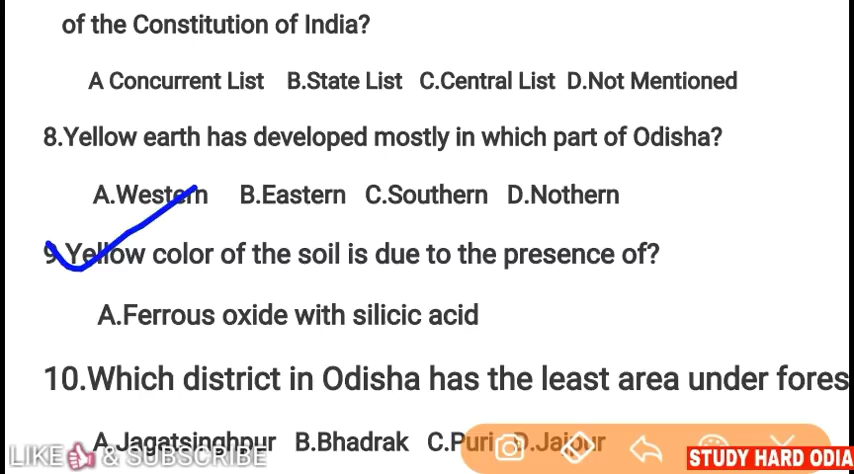 of the Constitution of India?
A Concurrent List B.State List C.Central List D.Not Mentioned
8.Yellow earth has developed mostly in which part of Odisha?
A.Western B.Eastern C.Southern D.Nothern
9.Yellow color of the soil is due to the presence of?
A.Ferrous oxide with silicic acid
10.Which district in Odisha has the least area under fores
A.Jagatsinghpur B.Bhadrak C.Puri D.Jajpur
LIKE & SUBSCRIBE
STUDY HARD ODIA